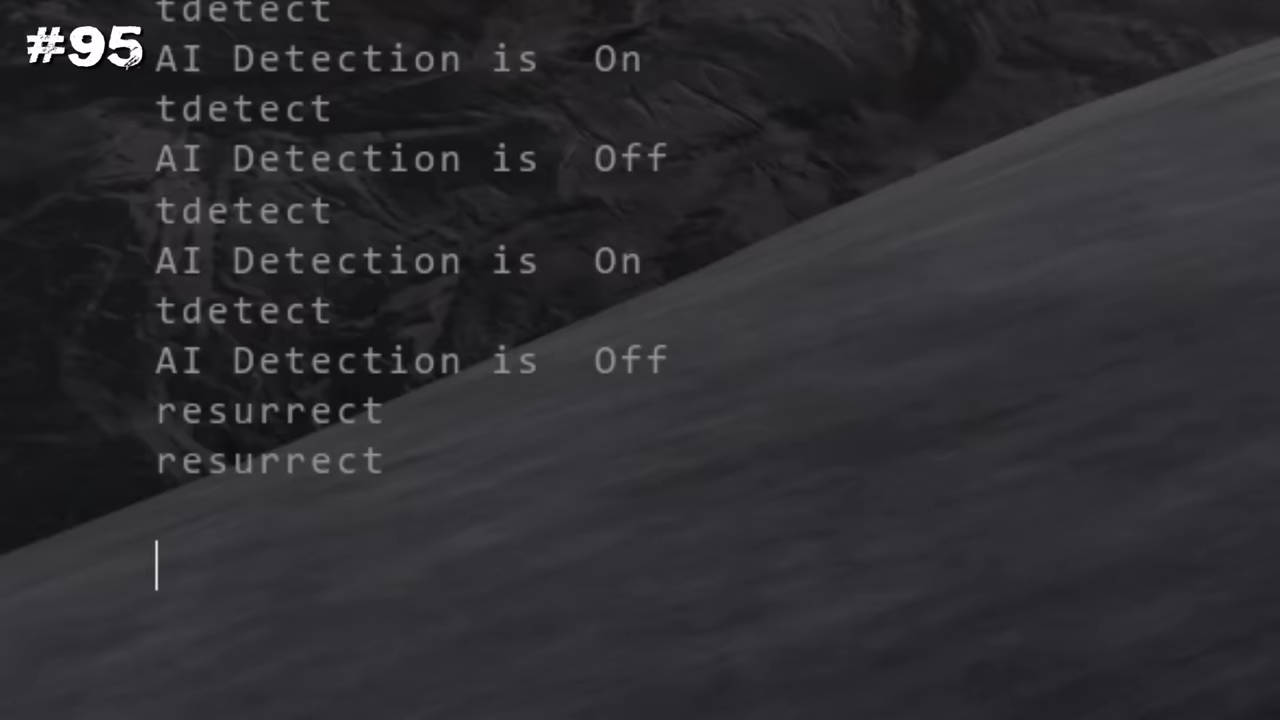 tdetect
#95
AI Detection is On
tdetect
AI Detection is Off
tdetect
AI Detection is On
tdetect
AI Detection is Off
resurrect
resurrect